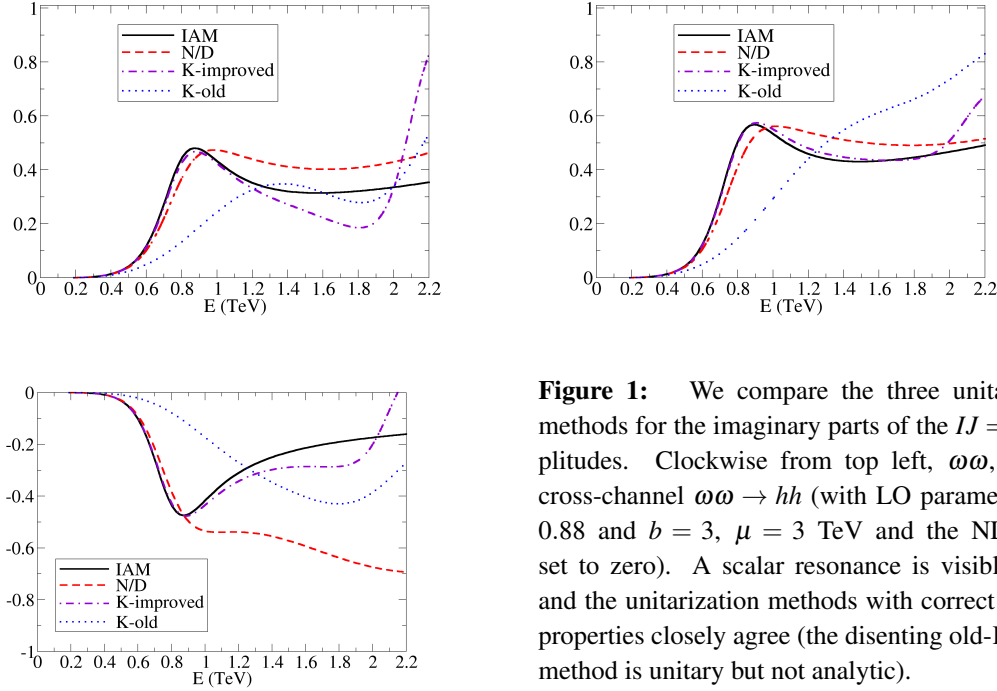 1
0.8
0.6
0.4
0.2
0
IAM
N/D
K-improved
K-old
0 0.2 0.4 0.6 0.8 1 1.2 1.4 1.6 1.8 2 2.2
E (TeV)
1
0.8
0.6
0.4
0.2
0
IAM
N/D
K-improved
K-old
0 0.2 0.4 0.6 0.8 1 1.2 1.4 1.6 1.8 2 2.2
E (TeV)
0
-0.2
-0.4
-0.6
-0.8
-1
IAM
N/D
K-improved
K-old
0 0.2 0.4 0.6 0.8 1 1.2 1.4 1.6 1.8 2 2.2
E (TeV)
Figure 1: We compare the three unita
methods for the imaginary parts of the IJ =
plitudes. Clockwise from top left, ωω,
cross-channel ωω → hh (with LO parame
0.88 and b = 3, μ = 3 TeV and the NL
set to zero). A scalar resonance is visibl
and the unitarization methods with correct
properties closely agree (the disenting old-
method is unitary but not analytic).